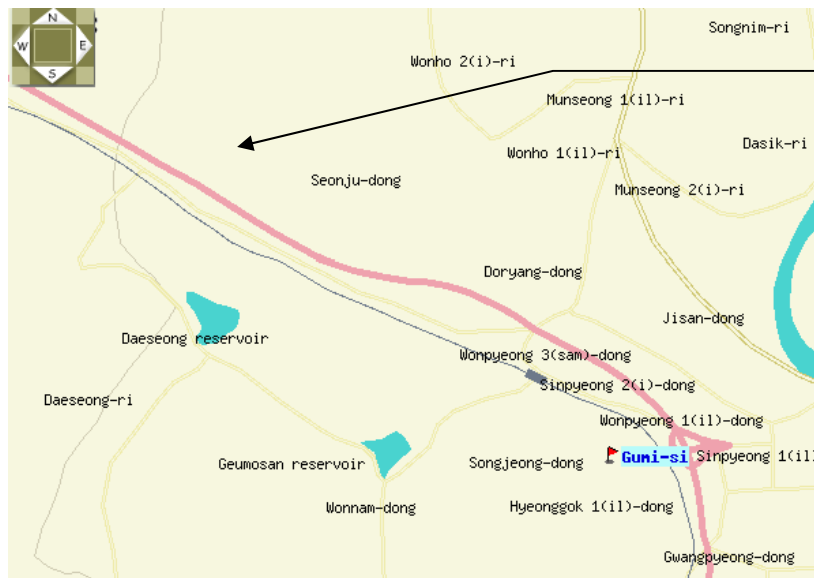 N
W E
S
Songnim-ri
Wonho 2(i)-ri
Munseong 1(il)-ri
Dasik-ri
Wonho 1(il)-ri
Seonju-dong
Munseong 2(i)-ri
Doryang-dong
Jisan-dong
Daeseong reservoir
Wonpyeong 3(sam)-dong
Sinpyeong 2(i)-dong
Daeseong-ri
Wonpyeong 1(il)-dong
Geumosan reservoir
Songjeong-dong
Gumi-si
Sinpyeong 1(il)
Wonnam-dong
Hyeonggok 1(il)-dong
Gwangpyeong-dong